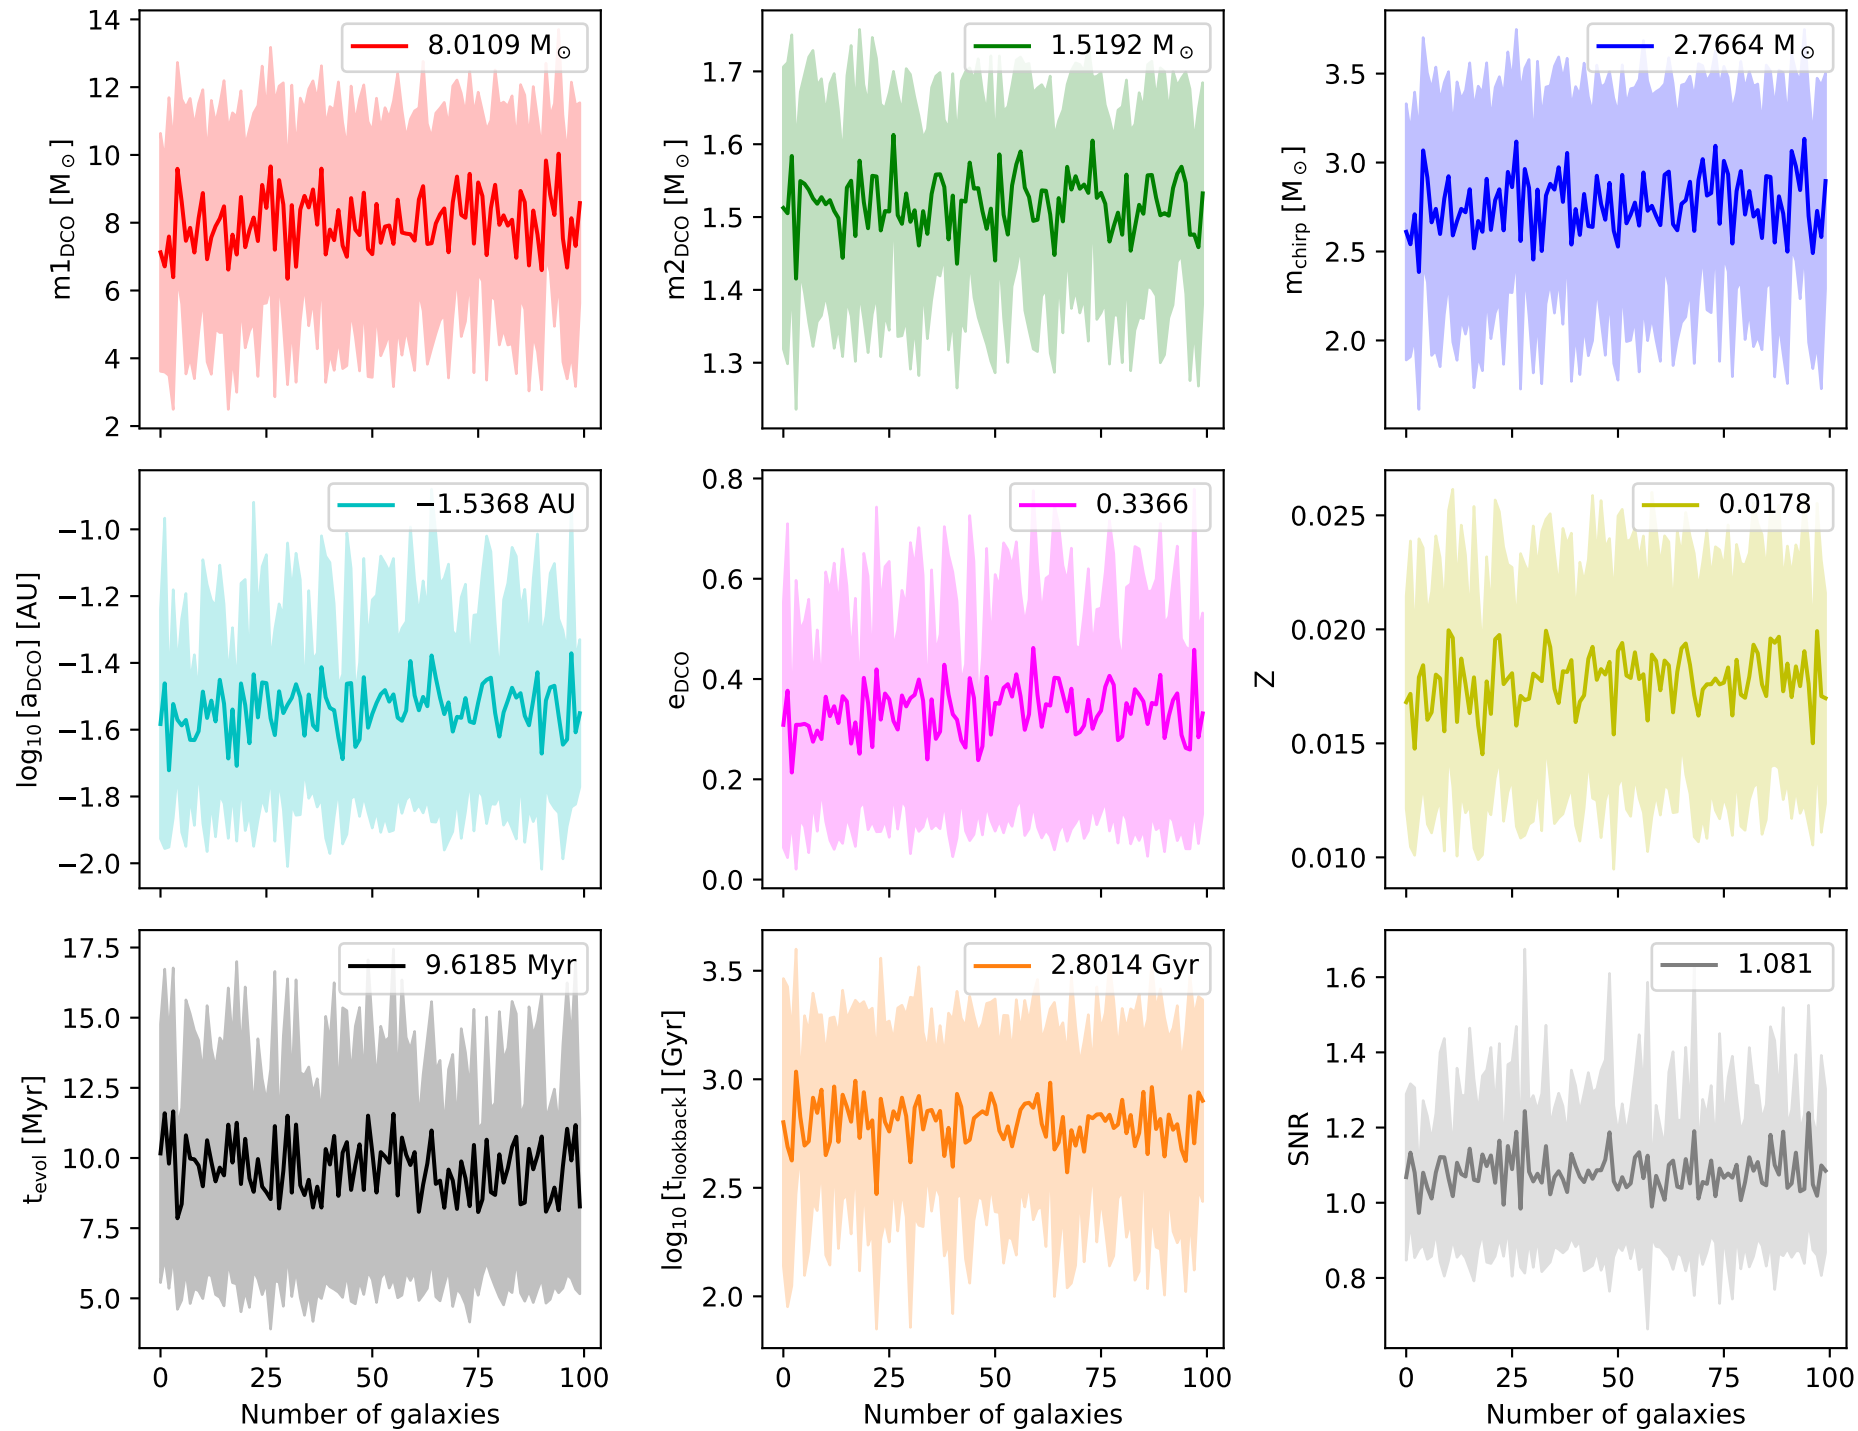 14
12
10
8
6
4
2
m1DCO [M⊙]
8.0109 M⊙
1.7
1.6
1.5
1.4
1.3
m2DCO [M⊙]
1.5192 M⊙
3.5
3.0
2.5
2.0
mchirp [M⊙]
2.7664 M⊙
−1.0
−1.2
−1.4
−1.6
−1.8
−2.0
log10[aDCO] [AU]
−1.5368 AU
0.8
0.6
0.4
0.2
0.0
eDCO
0.3366
0.025
0.020
0.015
0.010
Z
0.0178
17.5
15.0
12.5
10.0
7.5
5.0
tevol [Myr]
9.6185 Myr
0 25 50 75 100
Number of galaxies
3.5
3.0
2.5
2.0
log10[tlookback] [Gyr]
2.8014 Gyr
0 25 50 75 100
Number of galaxies
1.6
1.4
1.2
1.0
0.8
SNR
1.081
0 25 50 75 100
Number of galaxies